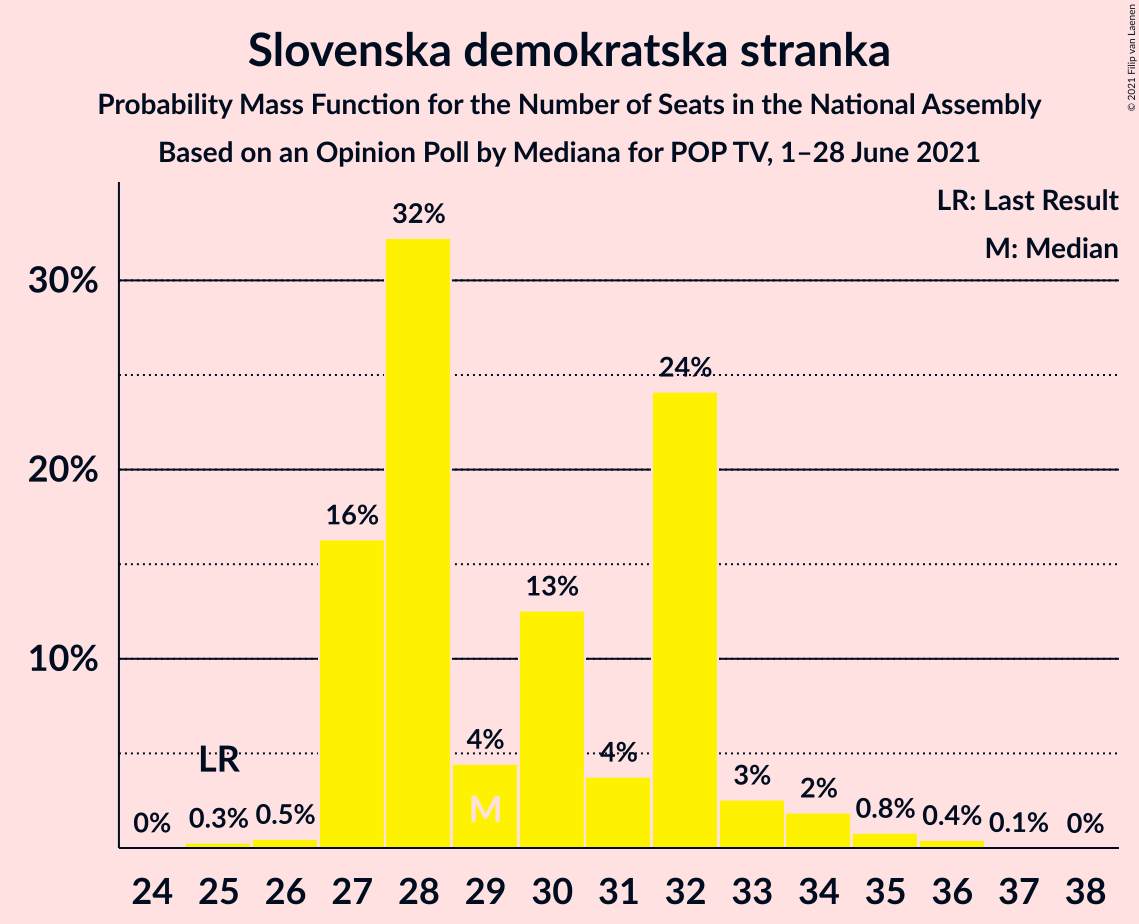 Slovenska demokratska stranka
Probability Mass Function for the Number of Seats in the National Assembly
Based on an Opinion Poll by Mediana for POP TV, 1–28 June 2021
© 2021 Filip van Laenen
LR: Last Result
M: Median
30%
20%
10%
0%
0.3%
0.5%
16%
32%
4%
13%
4%
24%
3%
2%
0.8%
0.4%
0.1%
0%
LR
M
24 25 26 27 28 29 30 31 32 33 34 35 36 37 38